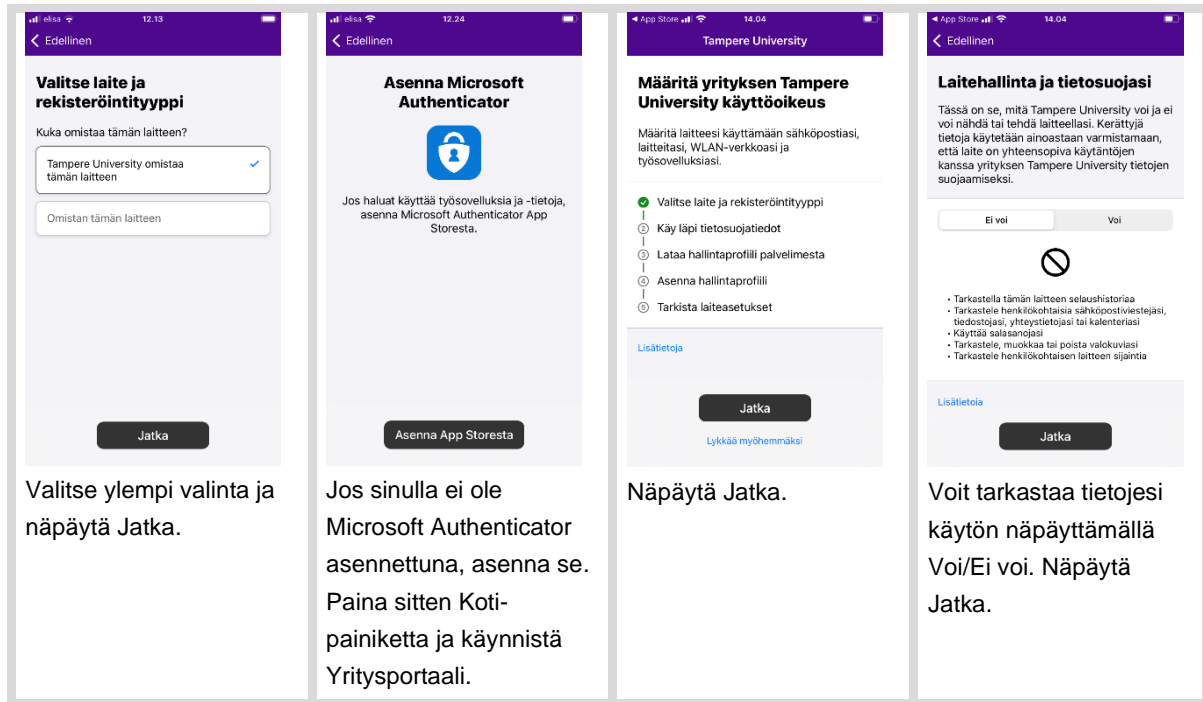 elisa 12.13
Edellinen
Valitse laite ja
rekisteröintityyppi
Kuka omistaa tämän laitteen?
Tampere University omistaa
tämän laitteen
Omistan tämän laitteen
Jatka
Valitse ylempi valinta ja
näpäytä Jatka.
elisa 12.24
Edellinen
Asenna Microsoft
Authenticator
Jos haluat käyttää työsovelluksia ja -tietoja,
asenna Microsoft Authenticator App
Storesta.
Asenna App Storesta
Jos sinulla ei ole
Microsoft Authenticator
asennettuna, asenna se.
Paina sitten Koti-
painiketta ja käynnistä
Yritysportaali.
App Store 14.04
Tampere University
Määritä yrityksen Tampere
University käyttöoikeus
Määritä laitteesi käyttämään sähköpostiasi,
laitteitasi, WLAN-verkkoasi ja
työsovelluksiasi.
Valitse laite ja rekisteröintityyppi
2 Käy läpi tietosuojatiedot
3 Lataa hallintaprofiili palvelimesta
4 Asenna hallintaprofiili
5 Tarkista laiteasetukset
Lisätietoja
Jatka
Lykkää myöhemmäksi
Näpäytä Jatka.
App Store 14.04
Edellinen
Laitehallinta ja tietosuojasi
Tässä on se, mitä Tampere University voi ja ei
voi nähdä tai tehdä laitteellasi. Kerättyjä
tietoja käytetään ainoastaan varmistamaan,
että laite on yhteensopiva käytäntöjen
kanssa yrityksen Tampere University tietojen
suojaamiseksi.
Ei voi Voi
• Tarkastella tämän laitteen selaushistoriaa
• Tarkastele henkilökohtaisia sähköpostiviestejäsi,
tiedostojasi, yhteystietojasi tai kalenteriasi
• Käyttää salasanojasi
• Tarkastele, muokkaa tai poista valokuviasi
• Tarkastele henkilökohtaisen laitteen sijaintia
Lisätietoja
Jatka
Voit tarkastaa tietojesi
käytön näpäyttämällä
Voi/Ei voi. Näpäytä
Jatka.